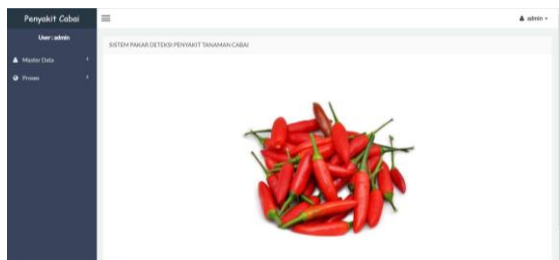 Penyakit Cabai
admin
User : admin
SISTEM PAKAR DETEKSI PENYAKIT TANAMAN CABAI
Master Data
Proses